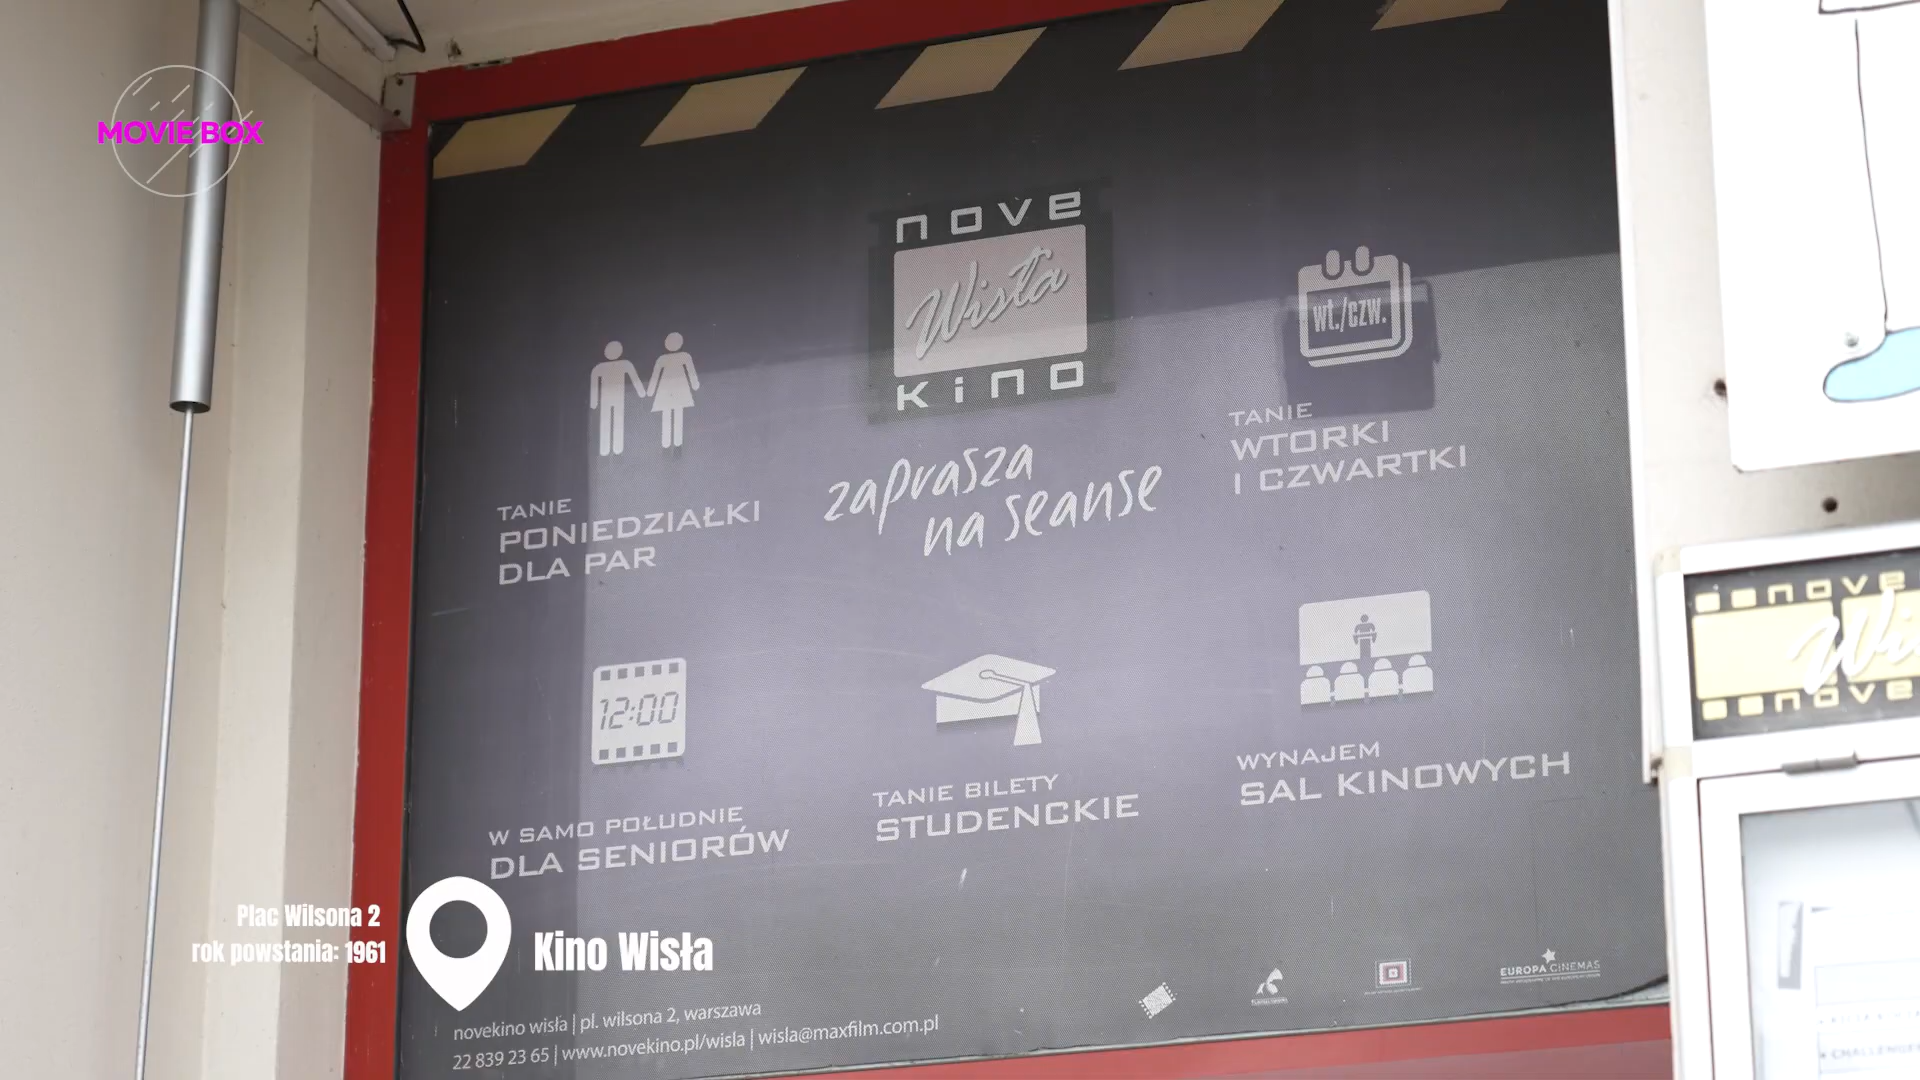 MOVIE BOX
nove
Wisła
kino
zaprasza
na seanse
TANIE
PONIEDZIAŁKI
DLA PAR
wt./czw.
TANIE
WTORKI
I CZWARTKI
12:00
W SAMO POŁUDNIE
DLA SENIORÓW
TANIE BILETY
STUDENCKIE
WYNAJEM
SAL KINOWYCH
nove
Wi
nove
Plac Wilsona 2
rok powstania: 1961
Kino Wisła
EUROPA CINEMAS
novekino wisła | pl. wilsona 2, warszawa
22 839 23 65 | www.novekino.pl/wisla | wisla@maxfilm.com.pl